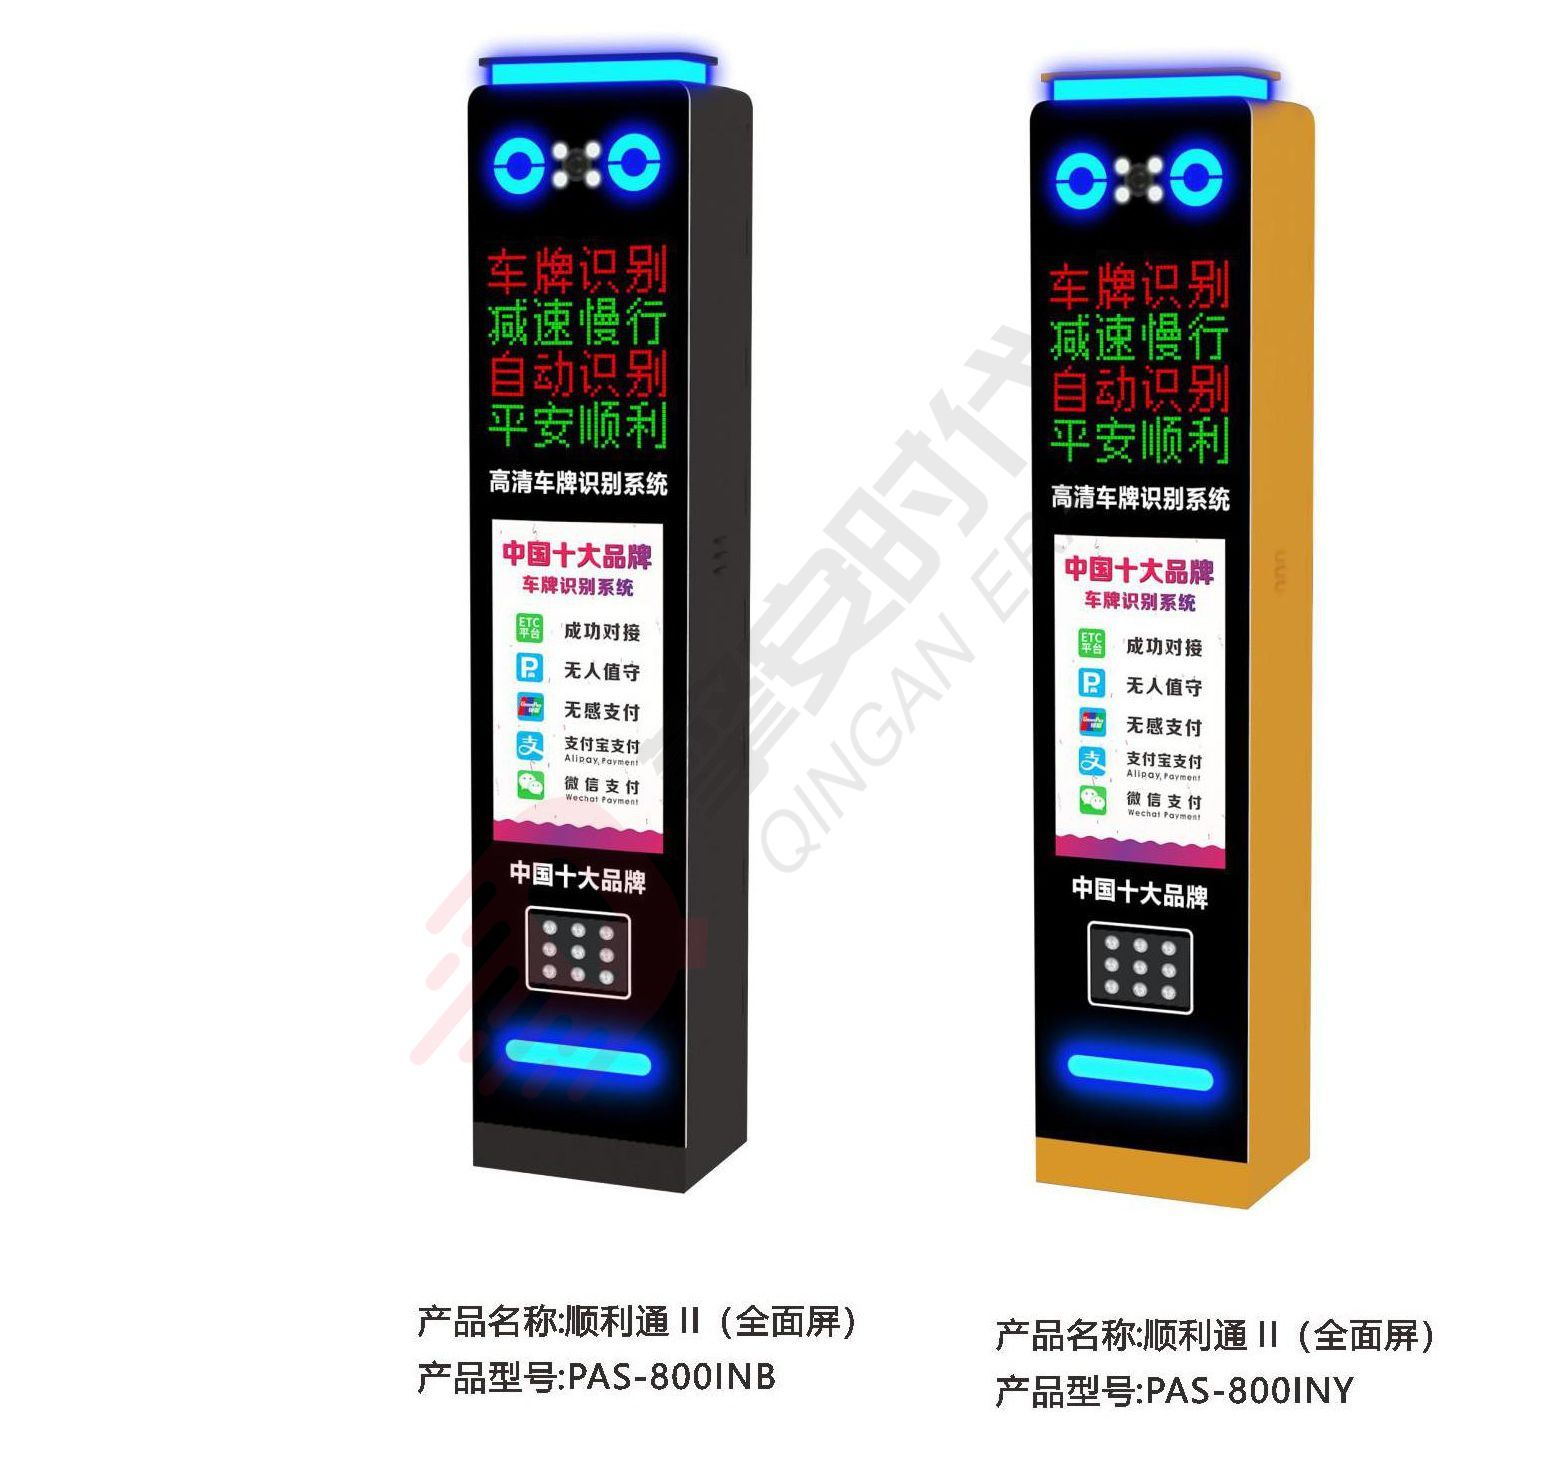 车牌识别
减速慢行
自动识别
平安顺利
高清车牌识别系统
中国十大品牌
车牌识别系统
ETC
平台
成功对接
P
无人值守
无感支付
支
支付宝支付
Alipay Payment
微信支付
Wechat Payment
中国十大品牌
产品名称:顺利通 II（全面屏）
产品型号:PAS-800INB
车牌识别
减速慢行
自动识别
平安顺利
高清车牌识别系统
中国十大品牌
车牌识别系统
ETC
平台
成功对接
P
无人值守
无感支付
支
支付宝支付
Alipay Payment
微信支付
Wechat Payment
中国十大品牌
产品名称:顺利通 II（全面屏）
产品型号:PAS-800INY
安时代
QINGAN ERA